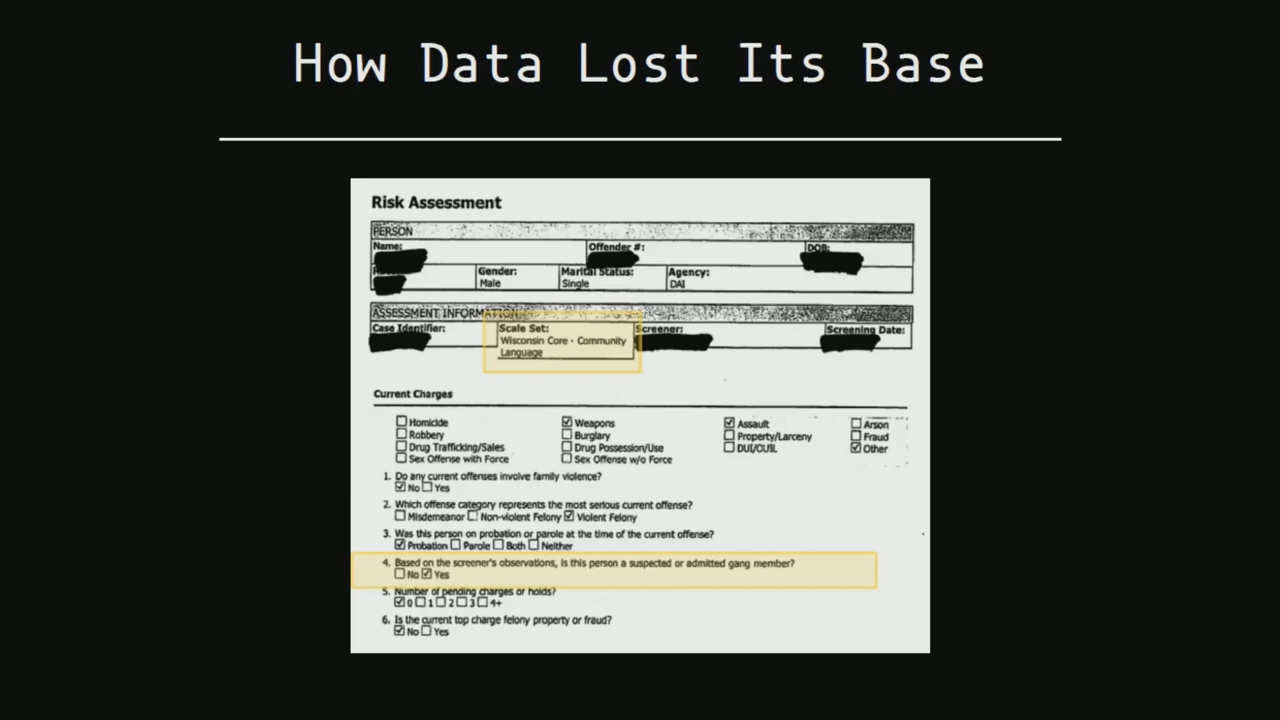 How Data Lost Its Base
Risk Assessment
PERSON
Name: Offender #: DOB:
Gender: Marital Status: Agency:
Male Single DAI
ASSESSMENT INFORMATION
Case Identifier: Scale Set: Screener: Screening Date:
Wisconsin Core - Community
Language
Current Charges
Homicide Weapons Assault Arson
Robbery Burglary Property/Larceny Fraud
Drug Trafficking/Sales Drug Possession/Use DUI/OUIL Other
Sex Offense with Force Sex Offense w/o Force
1. Do any current offenses involve family violence?
No Yes
2. Which offense category represents the most serious current offense?
Misdemeanor Non-violent Felony Violent Felony
3. Was this person on probation or parole at the time of the current offense?
Probation Parole Both Neither
4. Based on the screener's observations, is this person a suspected or admitted gang member?
No Yes
5. Number of pending charges or holds?
0 1 2 3 4+
6. Is the current top charge felony property or fraud?
No Yes